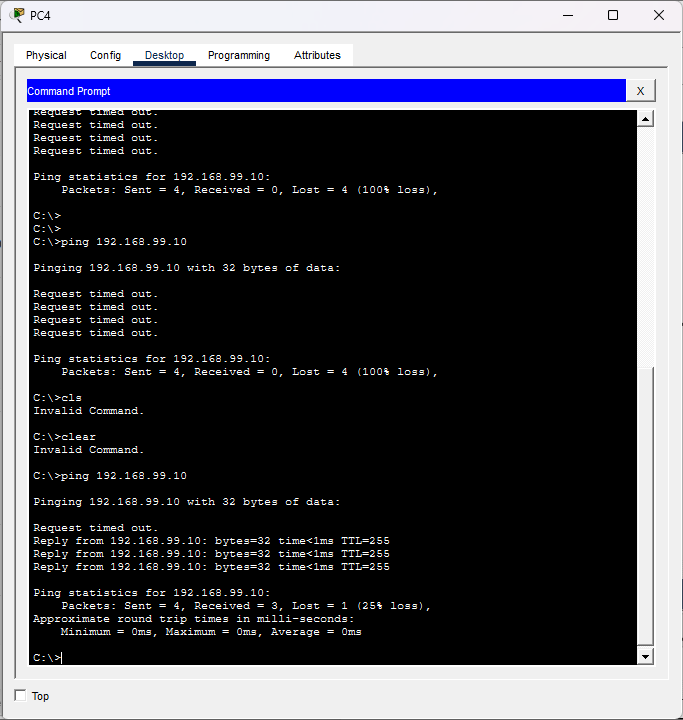 PC4
Physical Config Desktop Programming Attributes
Command Prompt X
Request timed out.
Request timed out.
Request timed out.
Request timed out.
Ping statistics for 192.168.99.10:
Packets: Sent = 4, Received = 0, Lost = 4 (100% loss),
C:\>
C:\>
C:\>ping 192.168.99.10
Pinging 192.168.99.10 with 32 bytes of data:
Request timed out.
Request timed out.
Request timed out.
Request timed out.
Ping statistics for 192.168.99.10:
Packets: Sent = 4, Received = 0, Lost = 4 (100% loss),
C:\>cls
Invalid Command.
C:\>clear
Invalid Command.
C:\>ping 192.168.99.10
Pinging 192.168.99.10 with 32 bytes of data:
Request timed out.
Reply from 192.168.99.10: bytes=32 time<1ms TTL=255
Reply from 192.168.99.10: bytes=32 time<1ms TTL=255
Reply from 192.168.99.10: bytes=32 time<1ms TTL=255
Ping statistics for 192.168.99.10:
Packets: Sent = 4, Received = 3, Lost = 1 (25% loss),
Approximate round trip times in milli-seconds:
Minimum = 0ms, Maximum = 0ms, Average = 0ms
C:\>
Top